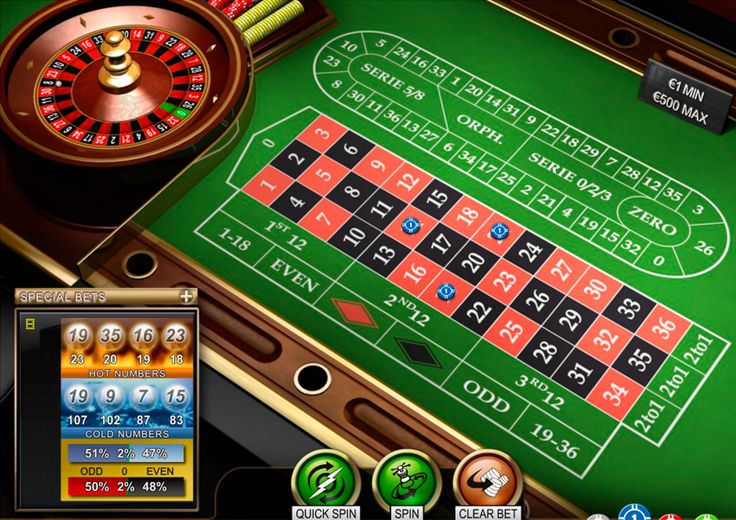 €1 MIN
€500 MAX
5 24 16 33 1 20 14 31 9 22 18 29 7 28 12 35 3
10
23
26
8 30 11 36 13 27 6 34 17 25 2 21 4 19 15 32 0
SERIE 5/8
ORPH.
SERIE 0/2/3
ZERO
0
3 6 9 12 15 18 1 24 27 30 33 36
2 5 8 11 1 17 20 23 26 29 32 35
1 4 7 10 13 16 1 22 25 28 31 34
2to1
2to1
2to1
1ST 12
2ND 12
3RD 12
1-18
EVEN
ODD
19-36
SPECIAL BETS
19 35 16 23
23 20 19 18
HOT NUMBERS
19 9 7 15
107 102 87 83
COLD NUMBERS
51% 2% 47%
ODD 0 EVEN
50% 2% 48%
QUICK SPIN
SPIN
CLEAR BET
1